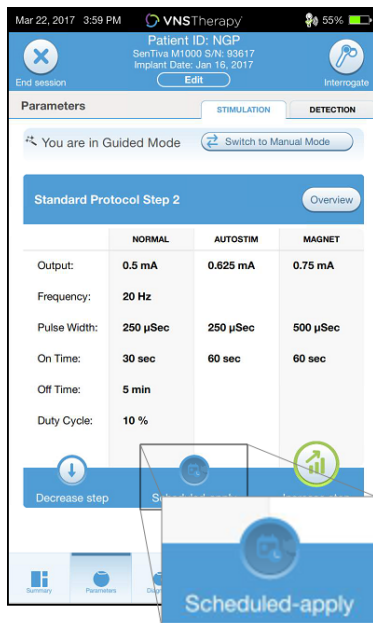 Mar 22, 2017 3:59 PM VNSTherapy 55%
Patient ID: NGP
SenTiva M1000 S/N: 93617
Implant Date: Jan 16, 2017
End session Edit Interrogate
Parameters STIMULATION DETECTION
You are in Guided Mode Switch to Manual Mode
Standard Protocol Step 2 Overview
NORMAL AUTOSTIM MAGNET
Output: 0.5 mA 0.625 mA 0.75 mA
Frequency: 20 Hz
Pulse Width: 250 µSec 250 µSec 500 µSec
On Time: 30 sec 60 sec 60 sec
Off Time: 5 min
Duty Cycle: 10 %
Decrease step
Summary Parameters
Scheduled-apply